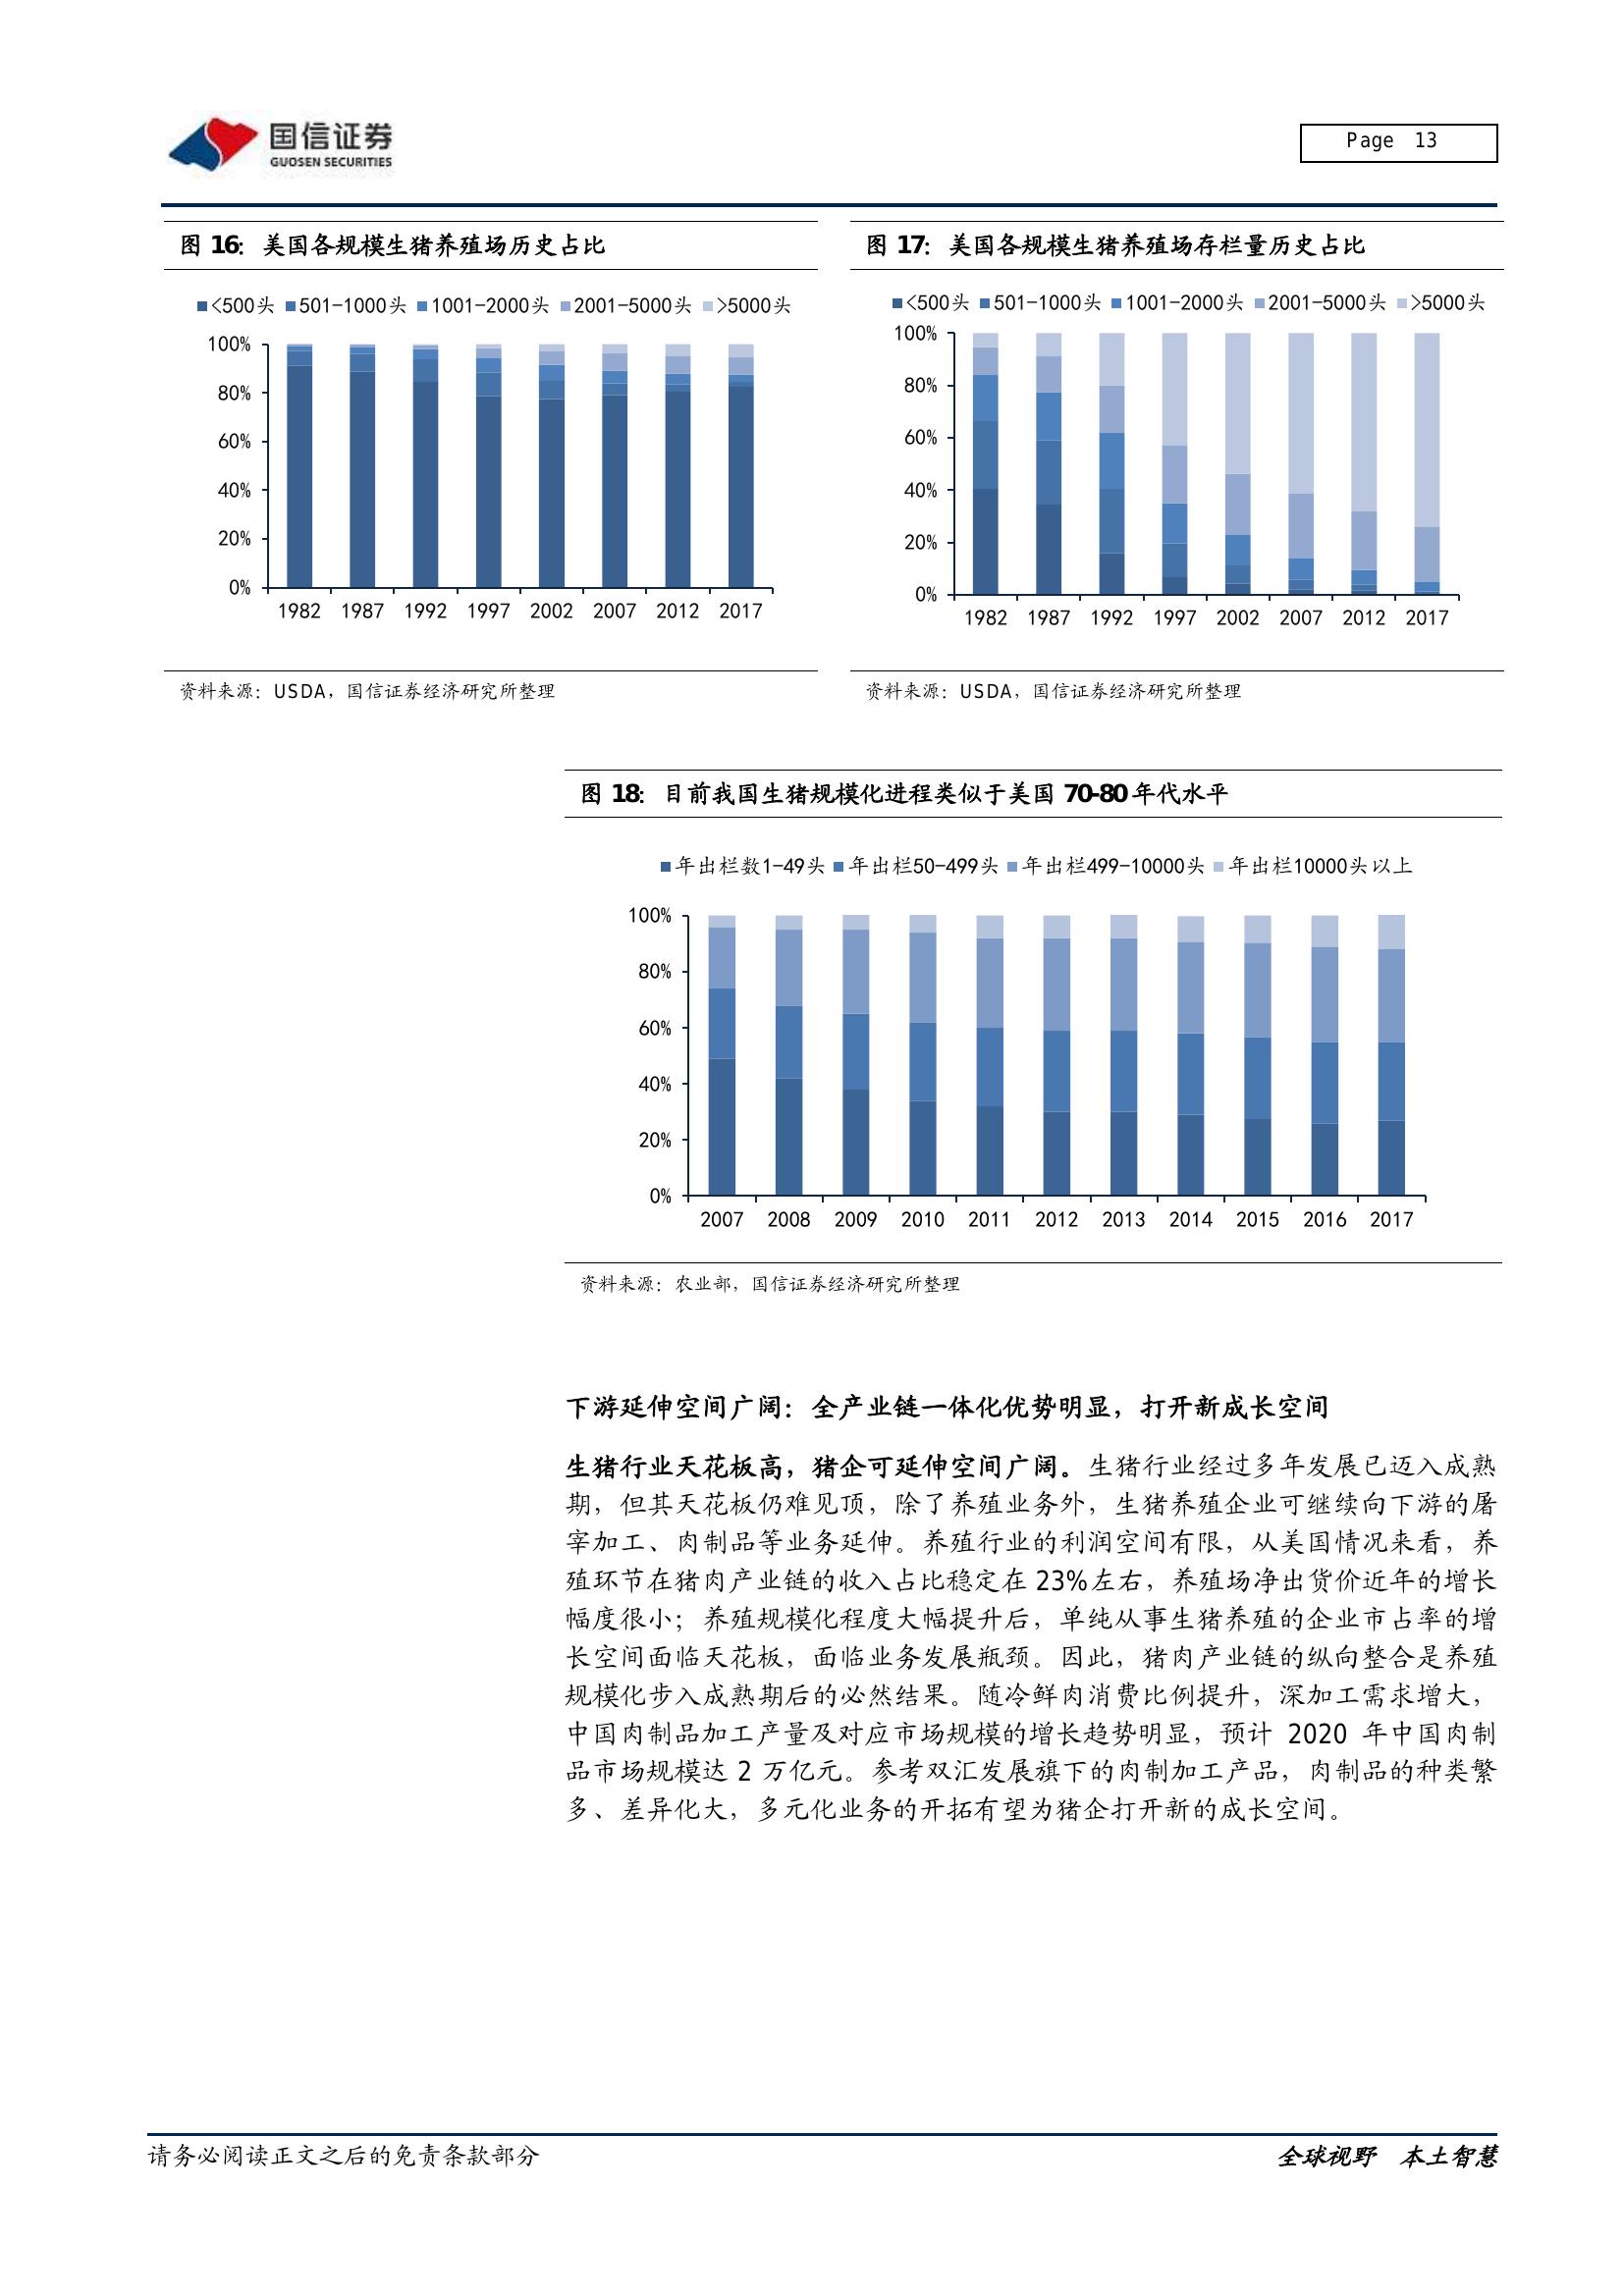 国信证券
GUOSEN SECURITIES
Page 13
图 16: 美国各规模生猪养殖场历史占比
<500头 501-1000头 1001-2000头 2001-5000头 >5000头
100%
80%
60%
40%
20%
0%
1982 1987 1992 1997 2002 2007 2012 2017
资料来源：USDA，国信证券经济研究所整理
图 17: 美国各规模生猪养殖场存栏量历史占比
<500头 501-1000头 1001-2000头 2001-5000头 >5000头
100%
80%
60%
40%
20%
0%
1982 1987 1992 1997 2002 2007 2012 2017
资料来源：USDA，国信证券经济研究所整理
图 18: 目前我国生猪规模化进程类似于美国 70-80 年代水平
年出栏数1-49头 年出栏50-499头 年出栏499-10000头 年出栏10000头以上
100%
80%
60%
40%
20%
0%
2007 2008 2009 2010 2011 2012 2013 2014 2015 2016 2017
资料来源：农业部，国信证券经济研究所整理
下游延伸空间广阔：全产业链一体化优势明显，打开新成长空间
生猪行业天花板高，猪企可延伸空间广阔。生猪行业经过多年发展已迈入成熟
期，但其天花板仍难见顶，除了养殖业务外，生猪养殖企业可继续向下游的屠
宰加工、肉制品等业务延伸。养殖行业的利润空间有限，从美国情况来看，养
殖环节在猪肉产业链的收入占比稳定在 23%左右，养殖场净出货价近年的增长
幅度很小；养殖规模化程度大幅提升后，单纯从事生猪养殖的企业市占率的增
长空间面临天花板，面临业务发展瓶颈。因此，猪肉产业链的纵向整合是养殖
规模化步入成熟期后的必然结果。随冷鲜肉消费比例提升，深加工需求增大，
中国肉制品加工产量及对应市场规模的增长趋势明显，预计 2020 年中国肉制
品市场规模达 2 万亿元。参考双汇发展旗下的肉制加工产品，肉制品的种类繁
多、差异化大，多元化业务的开拓有望为猪企打开新的成长空间。
请务必阅读正文之后的免责条款部分
全球视野 本土智慧